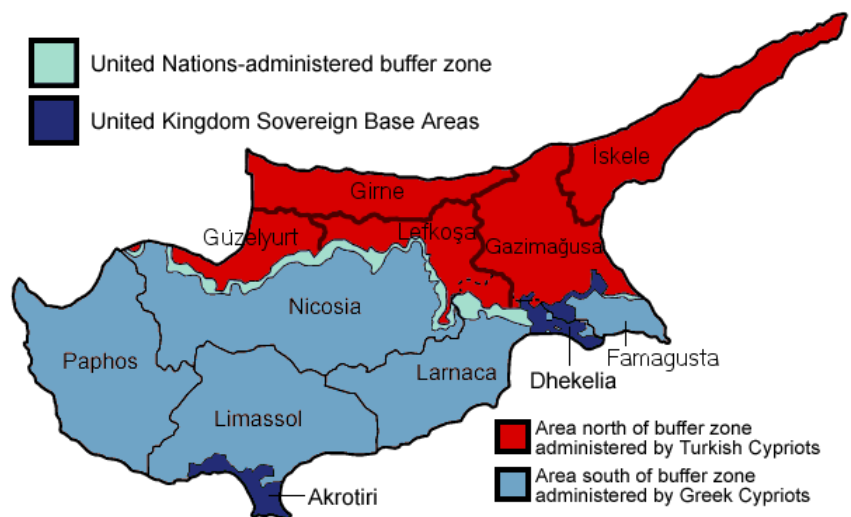 United Nations-administered buffer zone
United Kingdom Sovereign Base Areas
İskele
Girne
Güzelyurt
Lefkoşa
Gazimağusa
Nicosia
Paphos
Larnaca
Famagusta
Dhekelia
Limassol
Akrotiri
Area north of buffer zone
administered by Turkish Cypriots
Area south of buffer zone
administered by Greek Cypriots